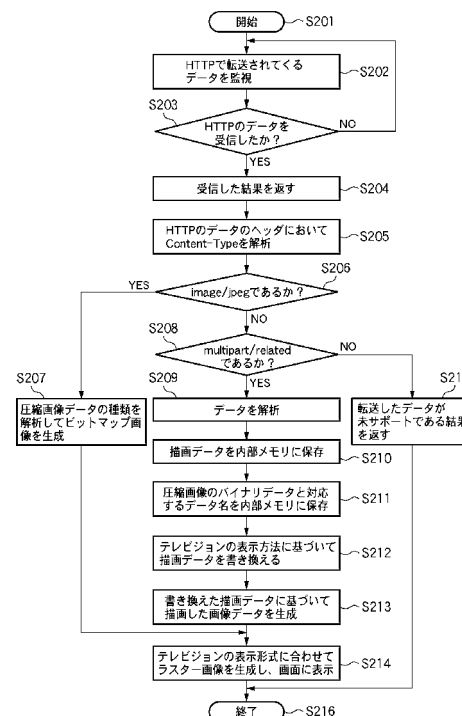 開始
S201
HTTPで転送されてくる
データを監視
S202
S203
HTTPのデータを
受信したか？
NO
YES
受信した結果を返す
S204
HTTPのデータのヘッダにおいて
Content-Typeを解析
S205
S206
image/jpegであるか？
YES
NO
S208
multipart/related
であるか？
NO
YES
S207
圧縮画像データの種類を
解析してビットマップ画
像を生成
S209
データを解析
S21
転送したデータが
未サポートである結果
を返す
描画データを内部メモリに保存
S210
圧縮画像のバイナリデータと対応
するデータ名を内部メモリに保存
S211
テレビジョンの表示方法に基づいて
描画データを書き換える
S212
書き換えた描画データに基づいて
描画した画像データを生成
S213
テレビジョンの表示形式に合わせて
ラスター画像を生成し、画面に表示
S214
終了
S216